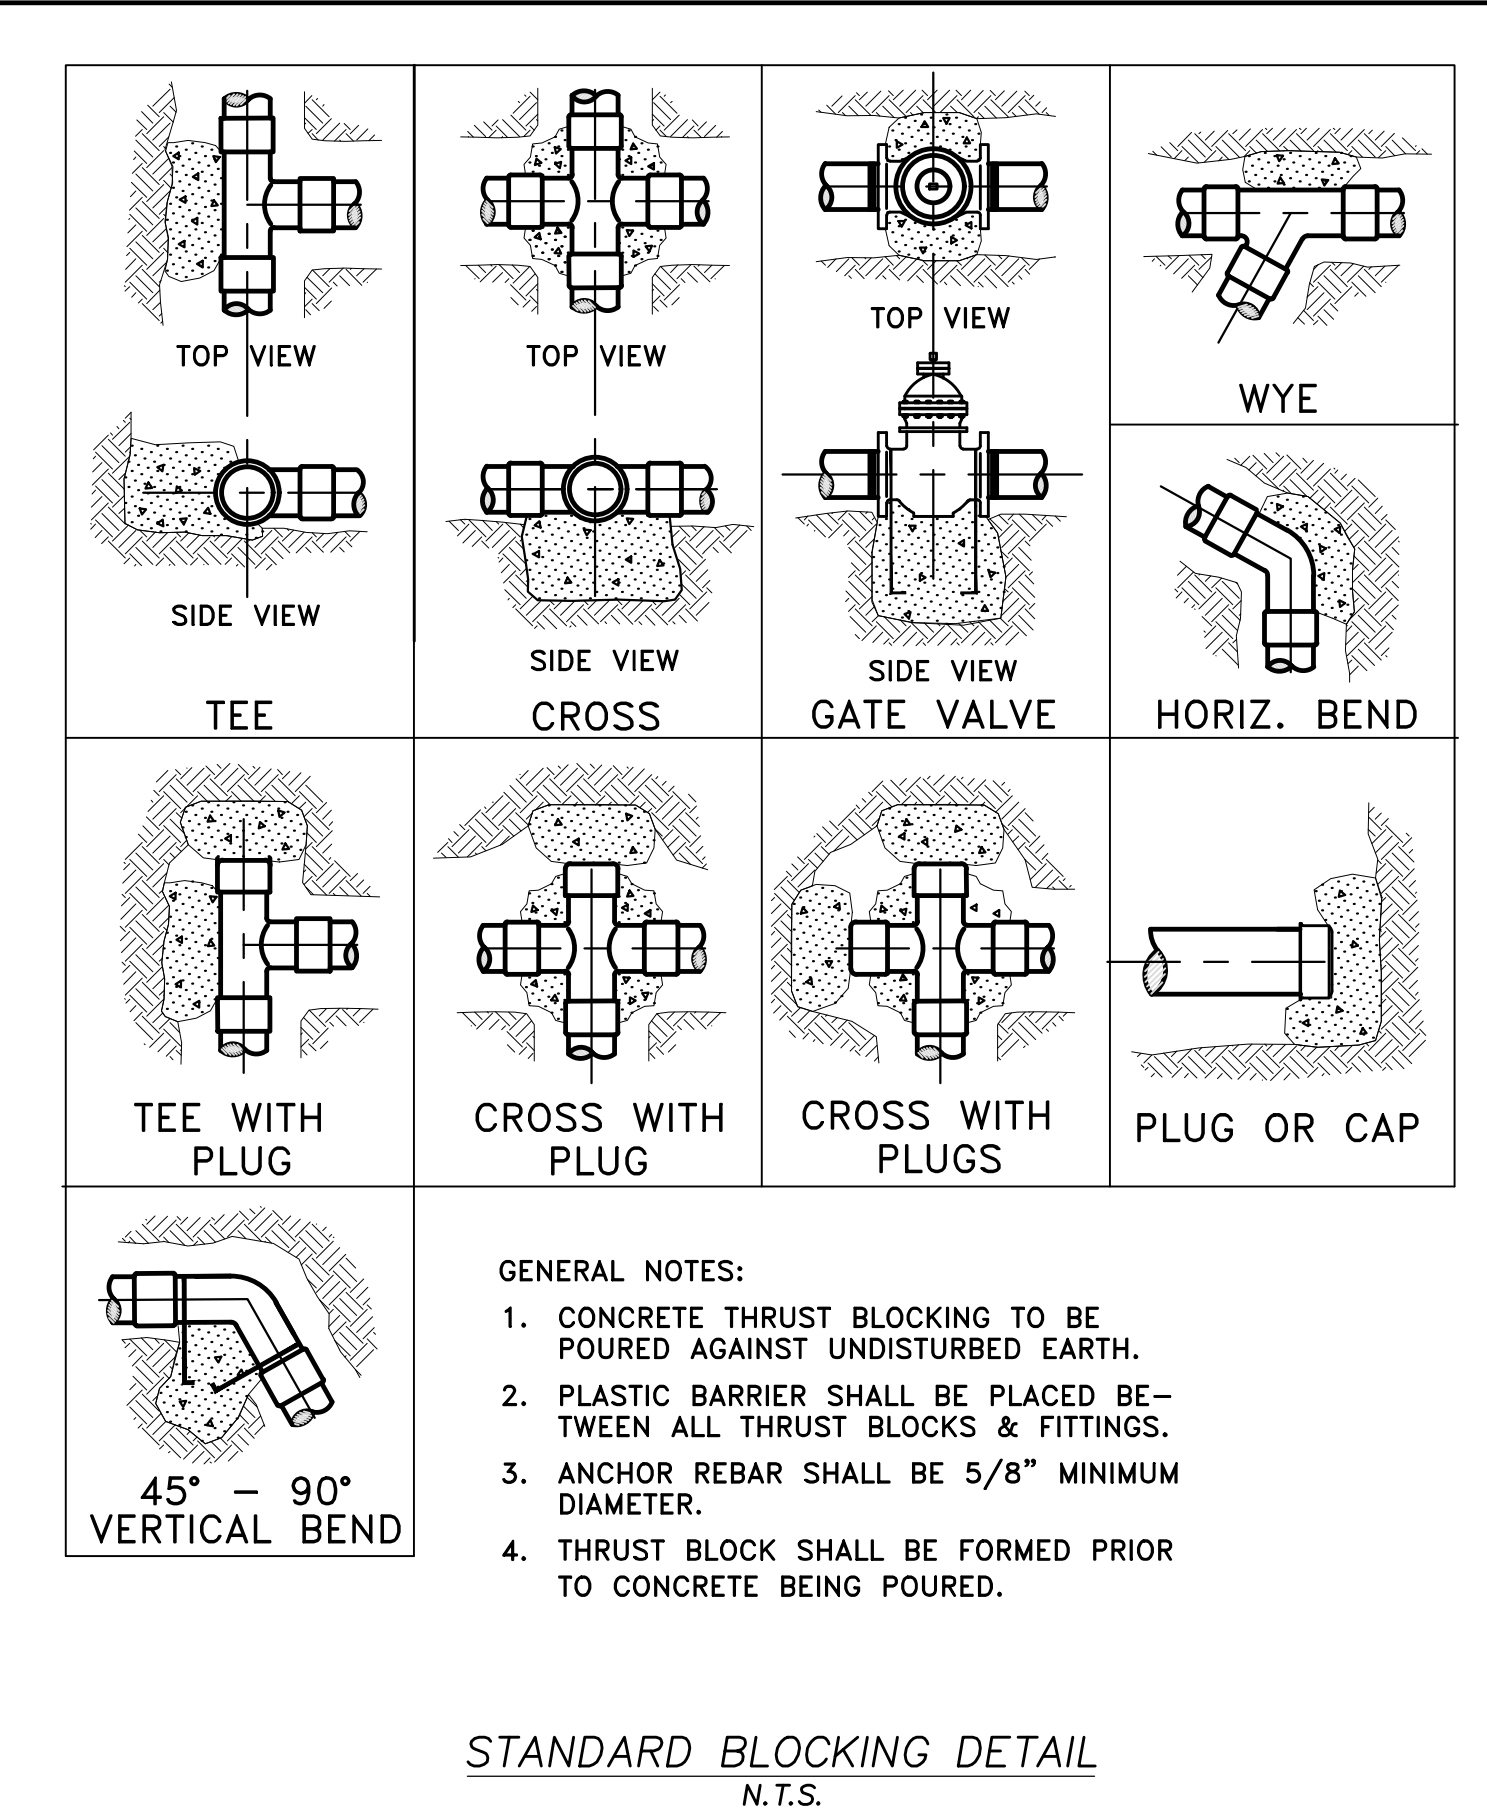 TOP VIEW
SIDE VIEW
TEE
TOP VIEW
SIDE VIEW
CROSS
TOP VIEW
SIDE VIEW
GATE VALVE
WYE
HORIZ. BEND
TEE WITH
PLUG
CROSS WITH
PLUG
CROSS WITH
PLUGS
PLUG OR CAP
45° – 90°
VERTICAL BEND
GENERAL NOTES:
1. CONCRETE THRUST BLOCKING TO BE
POURED AGAINST UNDISTURBED EARTH.
2. PLASTIC BARRIER SHALL BE PLACED BE–
TWEEN ALL THRUST BLOCKS & FITTINGS.
3. ANCHOR REBAR SHALL BE 5/8” MINIMUM
DIAMETER.
4. THRUST BLOCK SHALL BE FORMED PRIOR
TO CONCRETE BEING POURED.
STANDARD BLOCKING DETAIL
N.T.S.